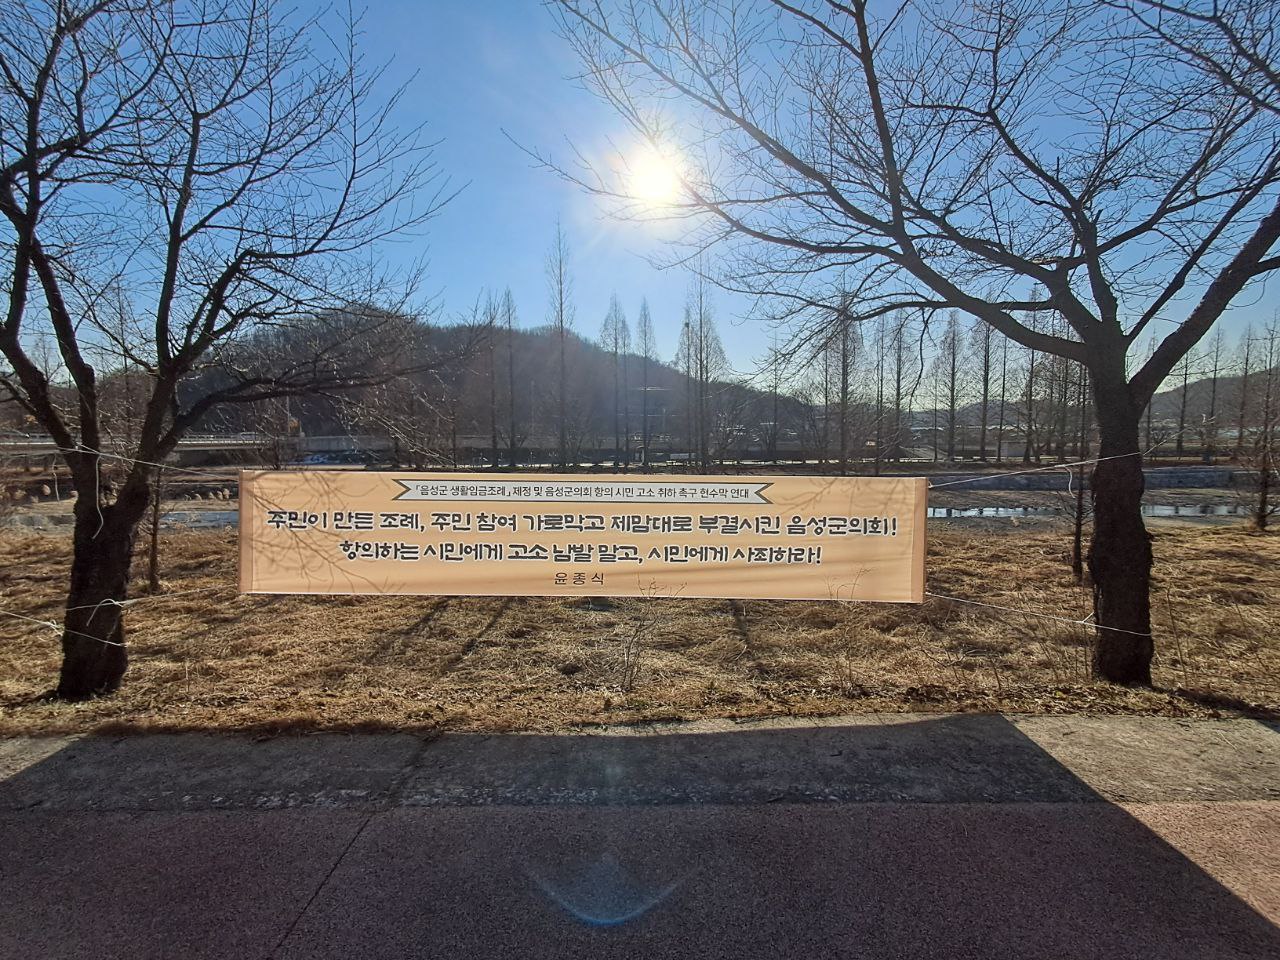 「음성군 생활임금조례」 제정 및 음성군의회 항의 시민 고소 취하 촉구 현수막 연대
주민이 만든 조례, 주민 참여 가로막고 제맘대로 부결시킨 음성군의회!
항의하는 시민에게 고소 남발 말고, 시민에게 사죄하라!
윤종식